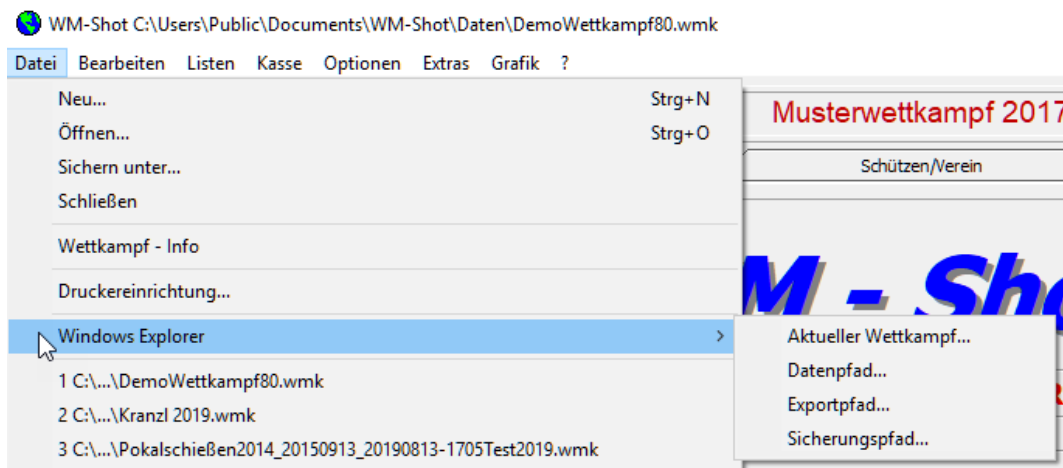 WM-Shot C:\Users\Public\Documents\WM-Shot\Daten\DemoWettkampf80.wmk
Datei Bearbeiten Listen Kasse Optionen Extras Grafik ?
Neu... Strg+N
Öffnen... Strg+O
Sichern unter...
Schließen
Wettkampf - Info
Druckereinrichtung...
Windows Explorer
1 C:\...\DemoWettkampf80.wmk
2 C:\...\Kranzl 2019.wmk
3 C:\...\Pokalschießen2014_20150913_20190813-1705Test2019.wmk
Musterwettkampf 2017
Schützen/Verein
M - Sho
Aktueller Wettkampf...
Datenpfad...
Exportpfad...
Sicherungspfad...